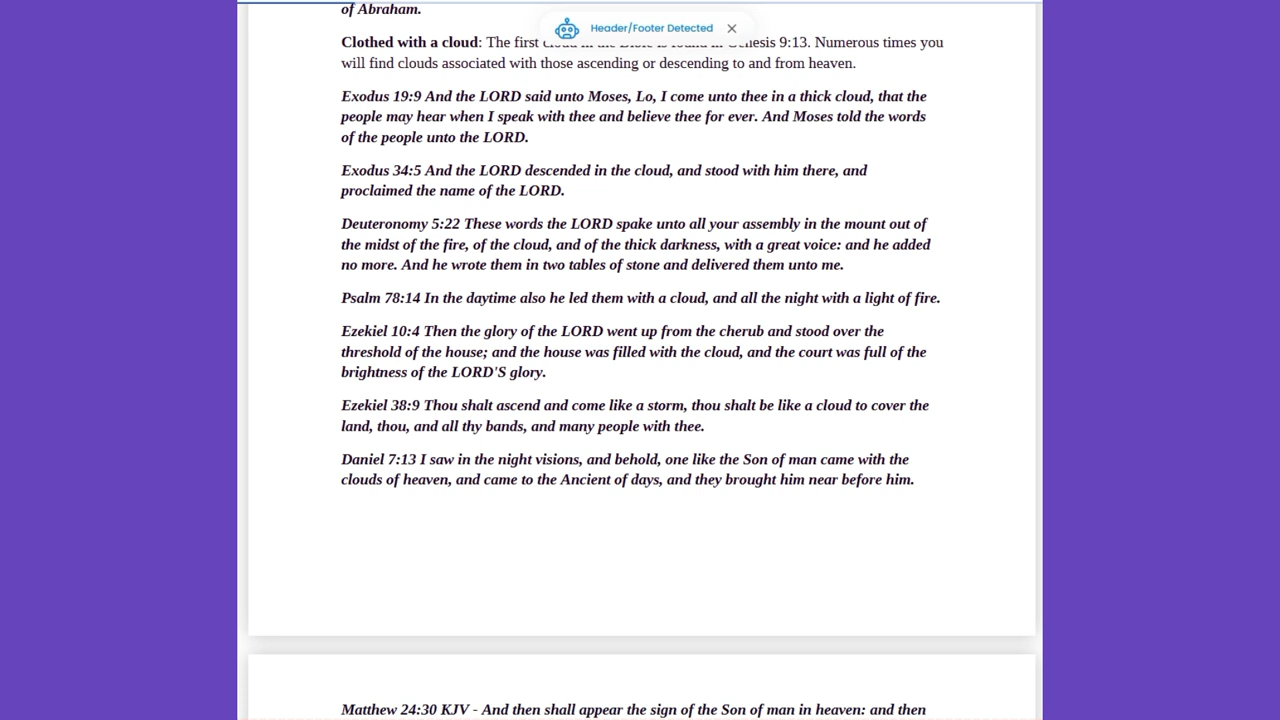 of Abraham.
Header/Footer Detected
Clothed with a cloud: The first cloud in the Bible is found in Genesis 9:13. Numerous times you
will find clouds associated with those ascending or descending to and from heaven.
Exodus 19:9 And the LORD said unto Moses, Lo, I come unto thee in a thick cloud, that the
people may hear when I speak with thee and believe thee for ever. And Moses told the words
of the people unto the LORD.
Exodus 34:5 And the LORD descended in the cloud, and stood with him there, and
proclaimed the name of the LORD.
Deuteronomy 5:22 These words the LORD spake unto all your assembly in the mount out of
the midst of the fire, of the cloud, and of the thick darkness, with a great voice: and he added
no more. And he wrote them in two tables of stone and delivered them unto me.
Psalm 78:14 In the daytime also he led them with a cloud, and all the night with a light of fire.
Ezekiel 10:4 Then the glory of the LORD went up from the cherub and stood over the
threshold of the house; and the house was filled with the cloud, and the court was full of the
brightness of the LORD'S glory.
Ezekiel 38:9 Thou shalt ascend and come like a storm, thou shalt be like a cloud to cover the
land, thou, and all thy bands, and many people with thee.
Daniel 7:13 I saw in the night visions, and behold, one like the Son of man came with the
clouds of heaven, and came to the Ancient of days, and they brought him near before him.
Matthew 24:30 KJV - And then shall appear the sign of the Son of man in heaven: and then